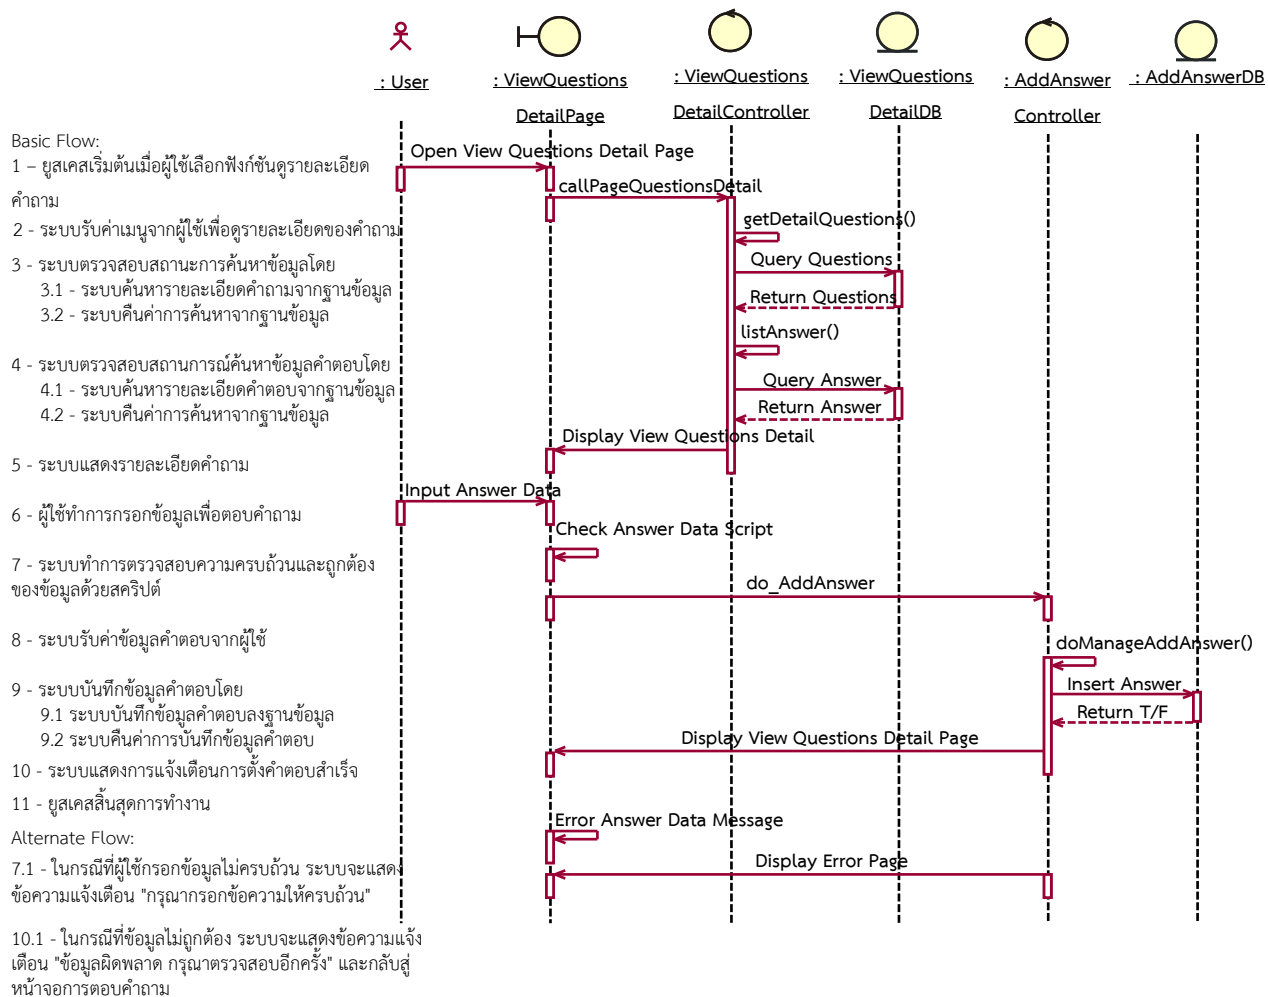 : User
: ViewQuestions
DetailPage
: ViewQuestions
DetailController
: ViewQuestions
DetailDB
: AddAnswer
Controller
: AddAnswerDB
Basic Flow:
1 – ยูสเคสเริ่มต้นเมื่อผู้ใช้เลือกฟังก์ชันดูรายละเอียด
คำถาม
2 - ระบบรับค่าเมนูจากผู้ใช้เพื่อดูรายละเอียดของคำถาม
3 - ระบบตรวจสอบสถานะการค้นหาข้อมูลโดย
3.1 - ระบบค้นหารายละเอียดคำถามจากฐานข้อมูล
3.2 - ระบบคืนค่าการค้นหาจากฐานข้อมูล
4 - ระบบตรวจสอบสถานการณ์ค้นหาข้อมูลคำตอบโดย
4.1 - ระบบค้นหารายละเอียดคำตอบจากฐานข้อมูล
4.2 - ระบบคืนค่าการค้นหาจากฐานข้อมูล
5 - ระบบแสดงรายละเอียดคำถาม
6 - ผู้ใช้ทำการกรอกข้อมูลเพื่อตอบคำถาม
7 - ระบบทำการตรวจสอบความครบถ้วนและถูกต้อง
ของข้อมูลด้วยสคริปต์
8 - ระบบรับค่าข้อมูลคำตอบจากผู้ใช้
9 - ระบบบันทึกข้อมูลคำตอบโดย
9.1 ระบบบันทึกข้อมูลคำตอบลงฐานข้อมูล
9.2 ระบบคืนค่าการบันทึกข้อมูลคำตอบ
10 - ระบบแสดงการแจ้งเตือนการตั้งคำตอบสำเร็จ
11 - ยูสเคสสิ้นสุดการทำงาน
Alternate Flow:
7.1 - ในกรณีที่ผู้ใช้กรอกข้อมูลไม่ครบถ้วน ระบบจะแสดง
ข้อความแจ้งเตือน "กรุณากรอกข้อความให้ครบถ้วน"
10.1 - ในกรณีที่ข้อมูลไม่ถูกต้อง ระบบจะแสดงข้อความแจ้ง
เตือน "ข้อมูลผิดพลาด กรุณาตรวจสอบอีกครั้ง" และกลับสู่
หน้าจอการตอบคำถาม
Open View Questions Detail Page
callPageQuestionsDetail
getDetailQuestions()
Query Questions
Return Questions
listAnswer()
Query Answer
Return Answer
Display View Questions Detail
Input Answer Data
Check Answer Data Script
do_AddAnswer
doManageAddAnswer()
Insert Answer
Return T/F
Display View Questions Detail Page
Error Answer Data Message
Display Error Page